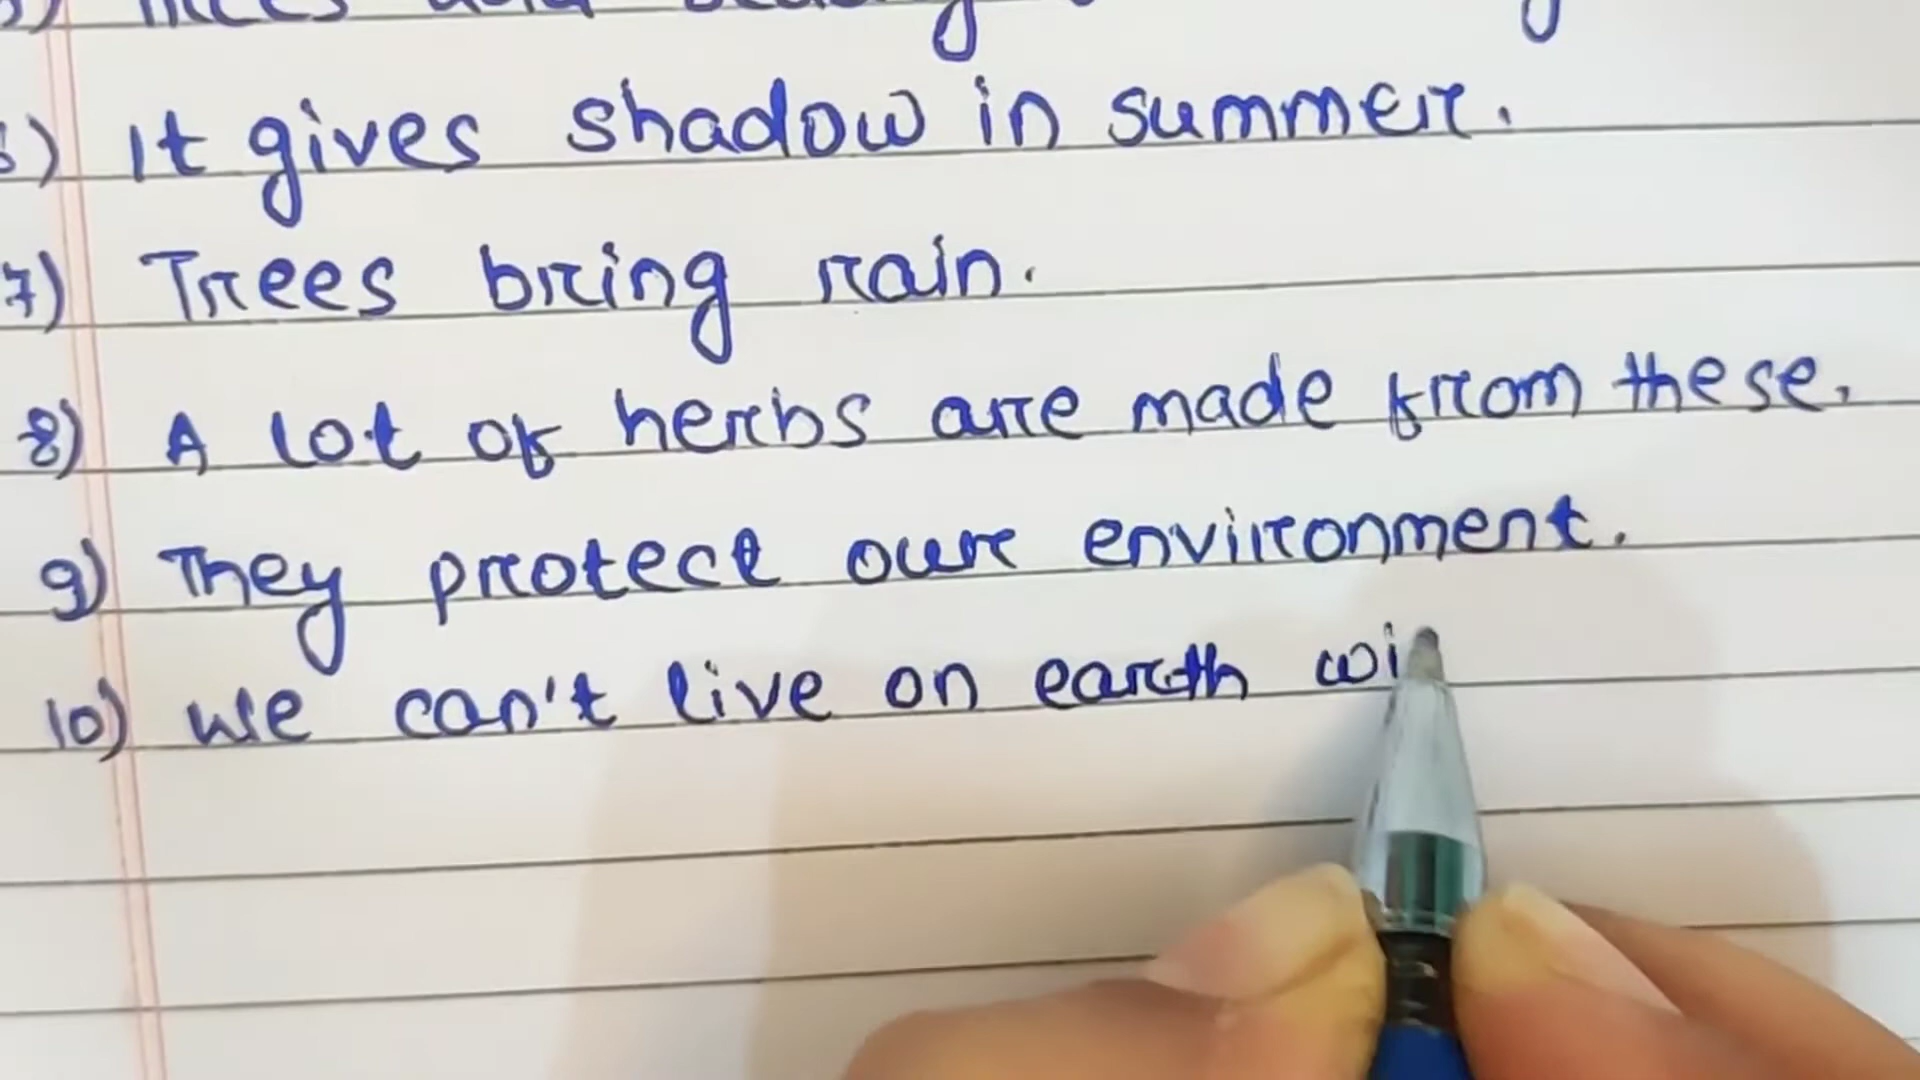 6) It gives shadow in summer.
7) Trees bring rain.
8) A lot of herbs are made from these.
9) They protect our environment.
10) We can't live on earth wi